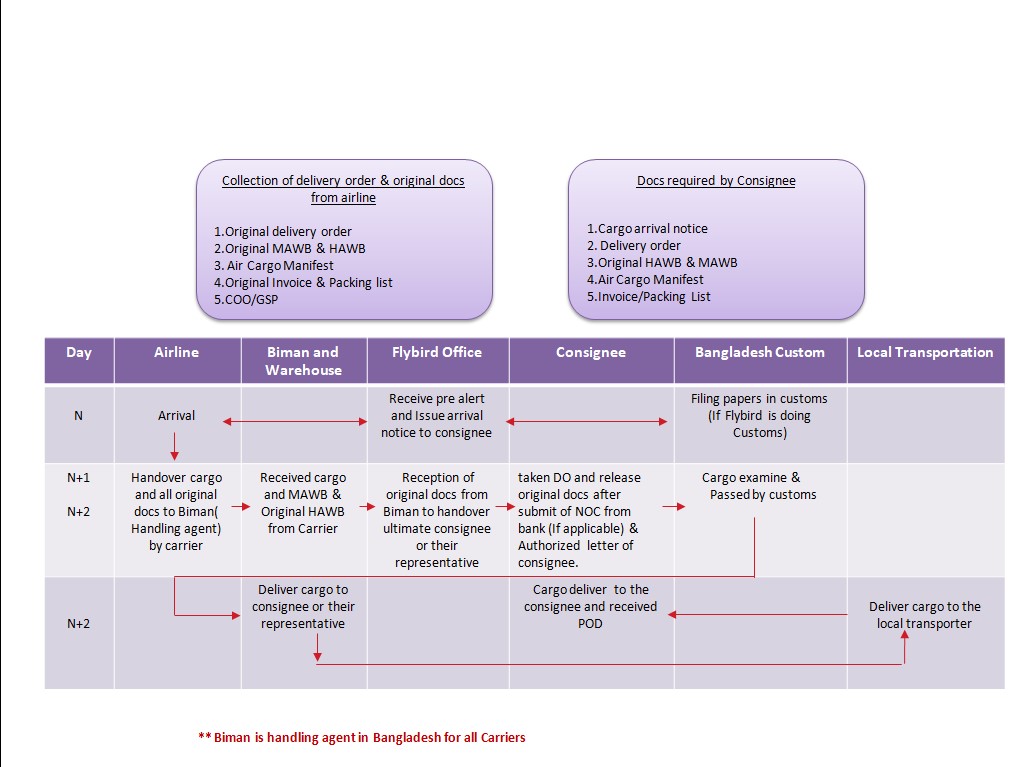 Collection of delivery order & original docs
from airline
1.Original delivery order
2.Original MAWB & HAWB
3. Air Cargo Manifest
4.Original Invoice & Packing list
5.COO/GSP
Docs required by Consignee
1.Cargo arrival notice
2. Delivery order
3.Original HAWB & MAWB
4.Air Cargo Manifest
5.Invoice/Packing List
Day
Airline
Biman and
Warehouse
Flybird Office
Consignee
Bangladesh Custom
Local Transportation
N
Arrival
Receive pre alert
and Issue arrival
notice to consignee
Filing papers in customs
(If Flybird is doing
Customs)
N+1
N+2
Handover cargo
and all original
docs to Biman(
Handling agent)
by carrier
Received cargo
and MAWB &
Original HAWB
from Carrier
Reception of
original docs from
Biman to handover
ultimate consignee
or their
representative
taken DO and release
original docs after
submit of NOC from
bank (If applicable) &
Authorized letter of
consignee.
Cargo examine &
Passed by customs
N+2
Deliver cargo to
consignee or their
representative
Cargo deliver to the
consignee and received
POD
Deliver cargo to the
local transporter
** Biman is handling agent in Bangladesh for all Carriers